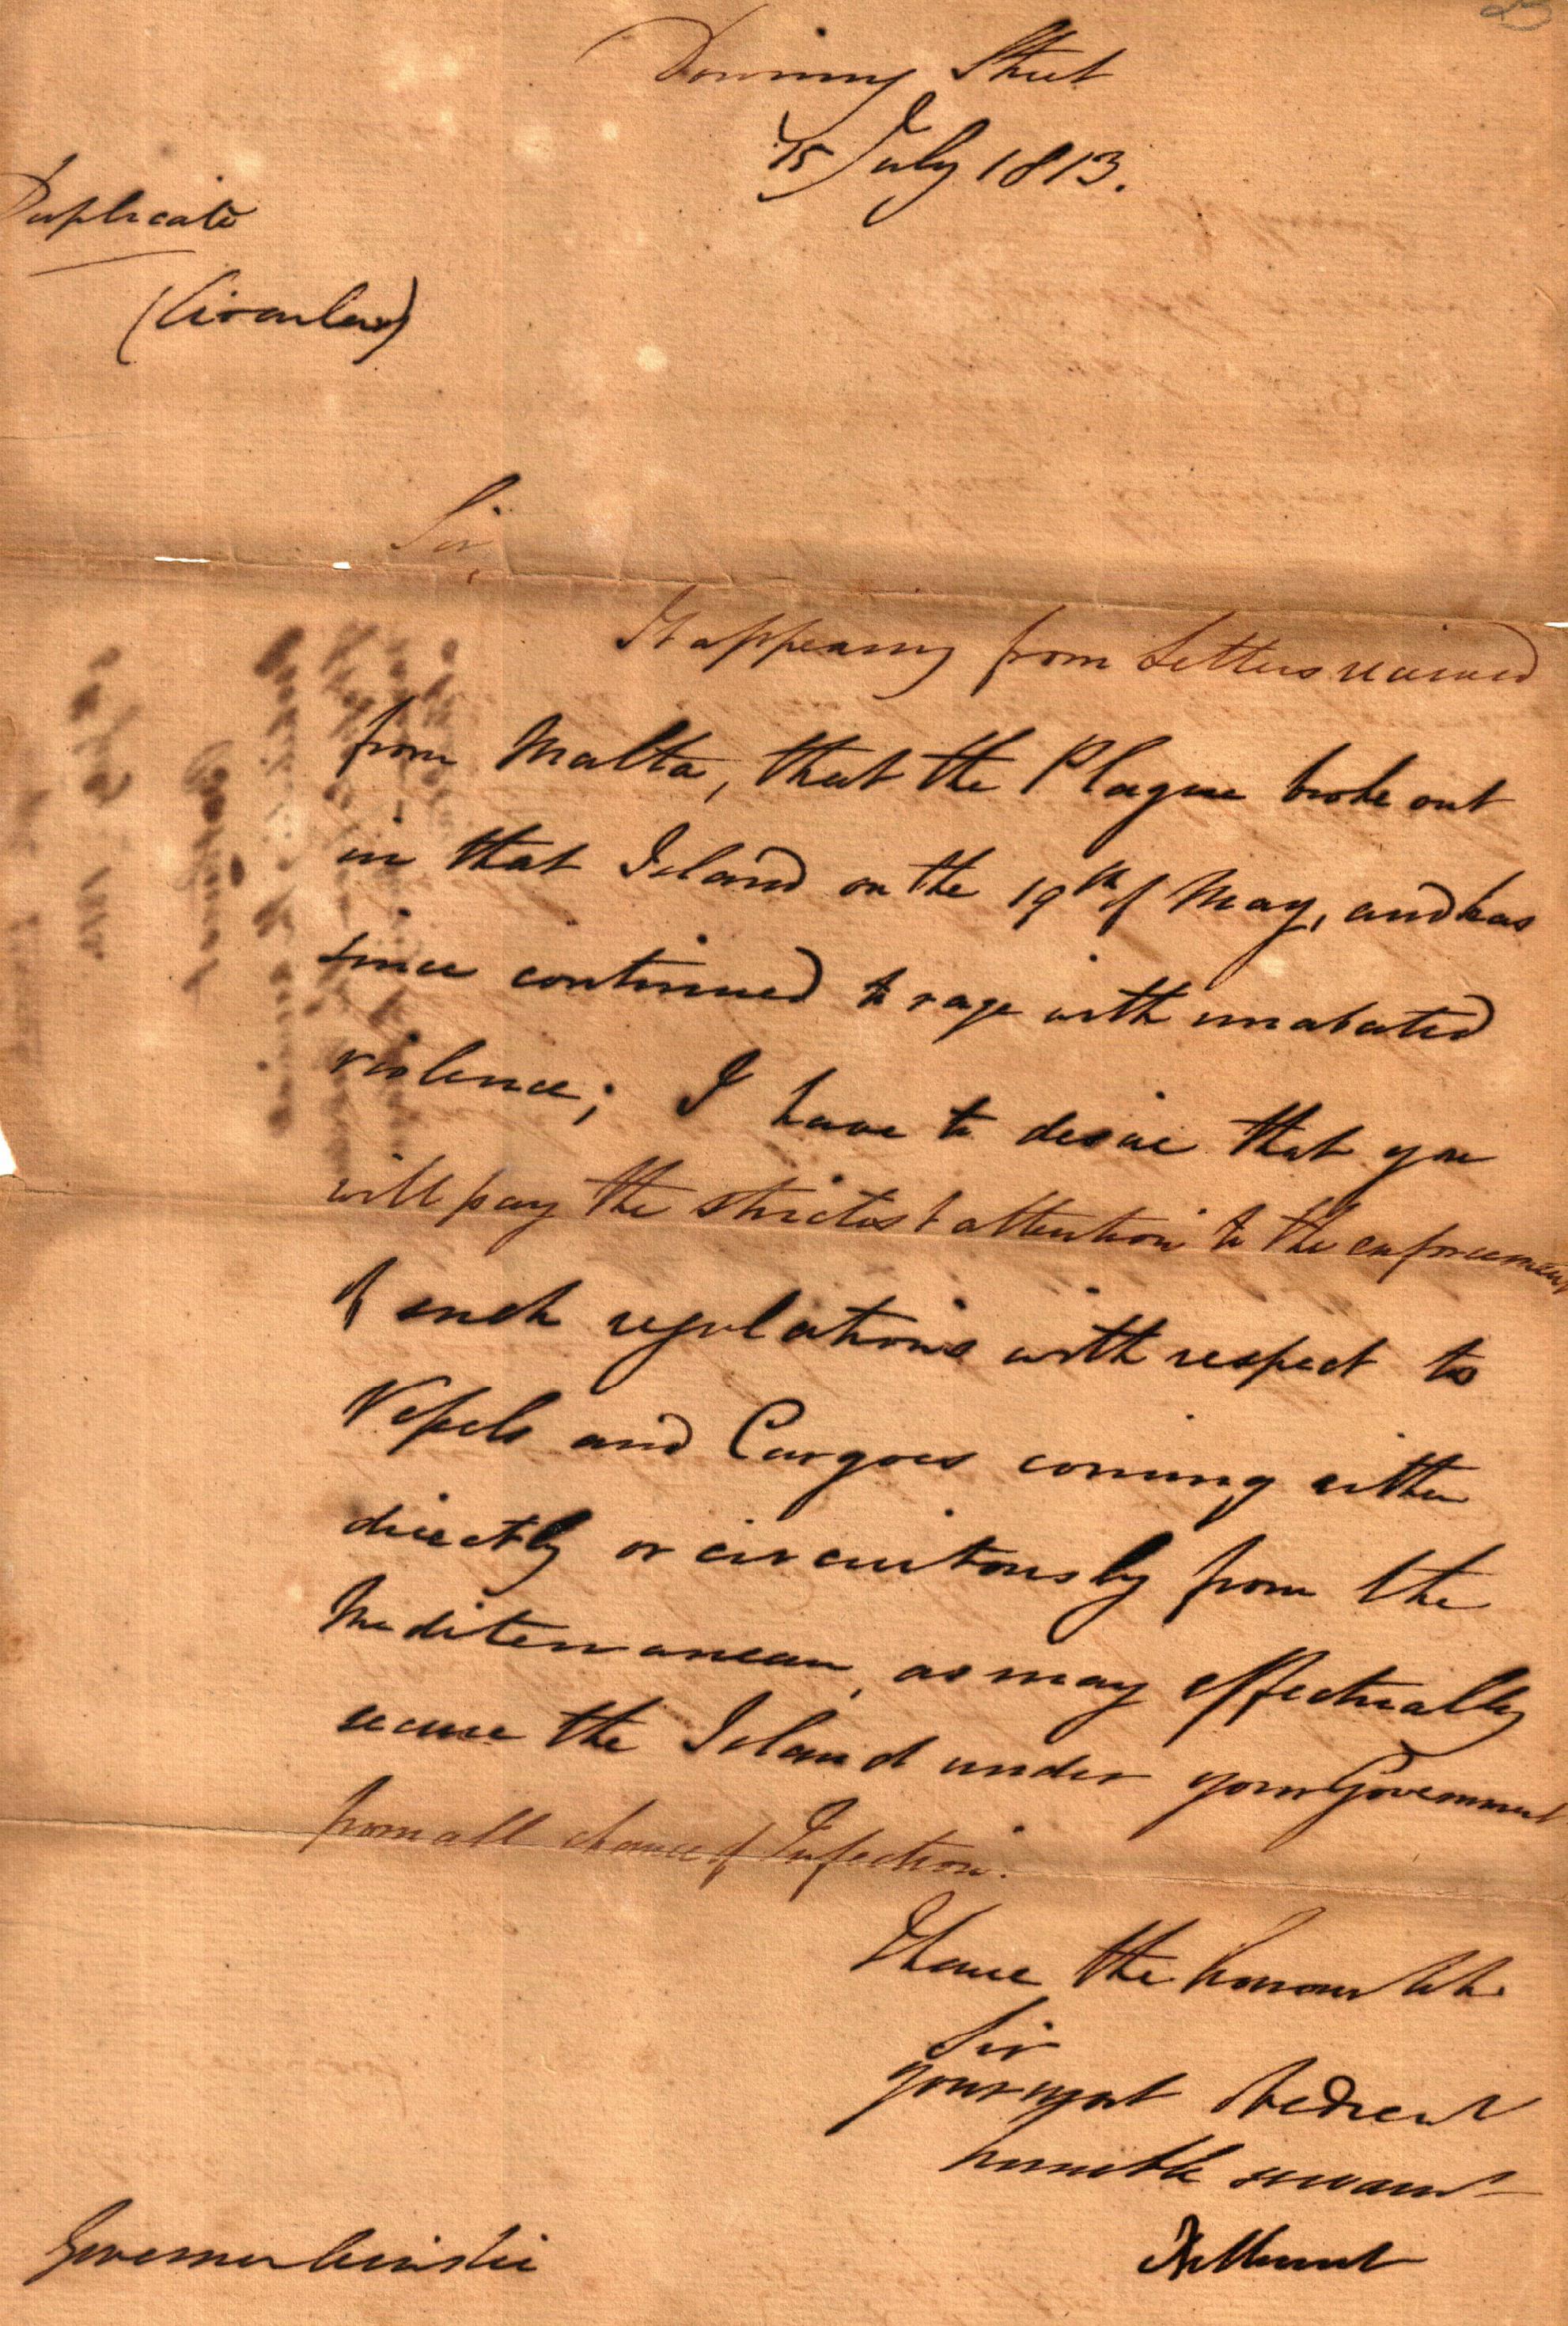 Downing Street
15 July 1813.
Duplicate
(Circular)
Sir,
It appearing from Letters received
from Malta, that the Plague broke out
in that Island on the 19th of May, and has
since continued to rage with unabated
violence; I have to desire that you
will pay the strictest attention to the enforcement
of such regulations with respect to
Veſsels and Cargoes coming either
directly or circuitously from the
Mediterranean, as may effectually
secure the Island under your Government
from all chance of Infection.
I have the honour to be
Sir
your most obedient
humble servant
Bathurst
Governor Ainslie